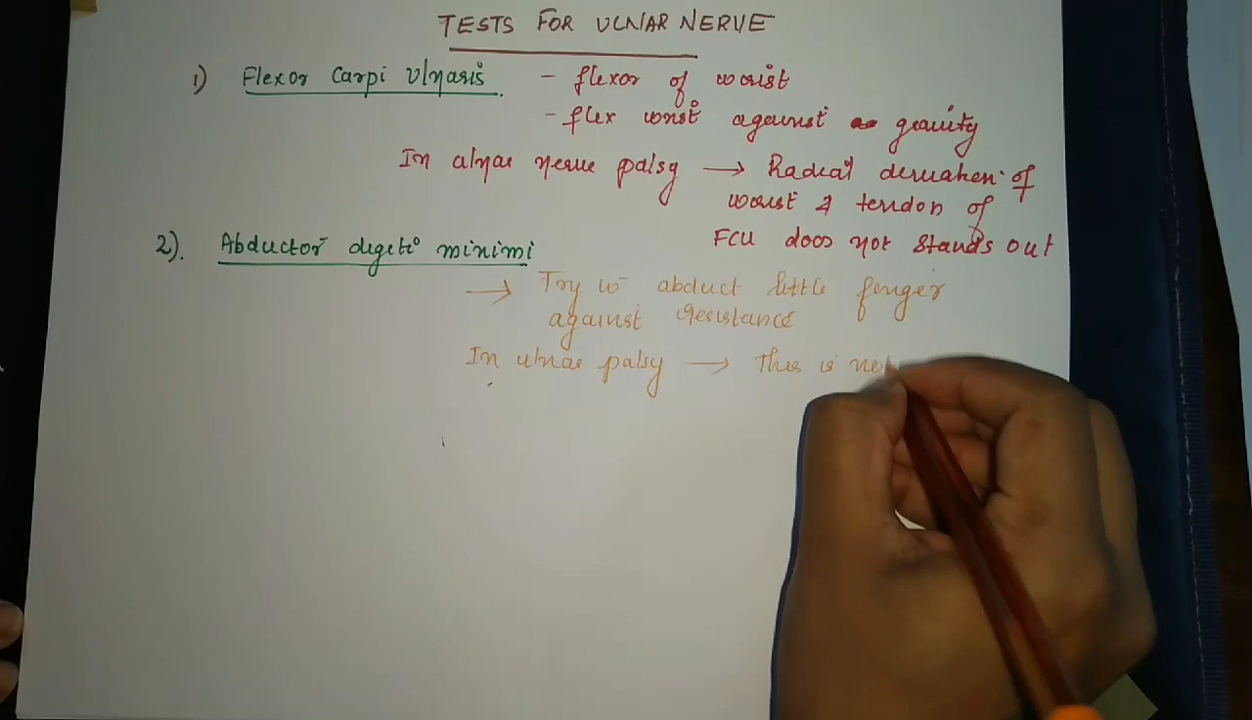 TESTS FOR ULNAR NERVE
1) Flexor Carpi Ulnaris - flexor of wrist
- flex wrist against gravity
In ulnar nerve palsy → Radial deviation of
wrist & tendon of
FCU does not stands out
2). Abductor digiti minimi
→ Try to abduct little finger
against resistance
In ulnar palsy → This is not